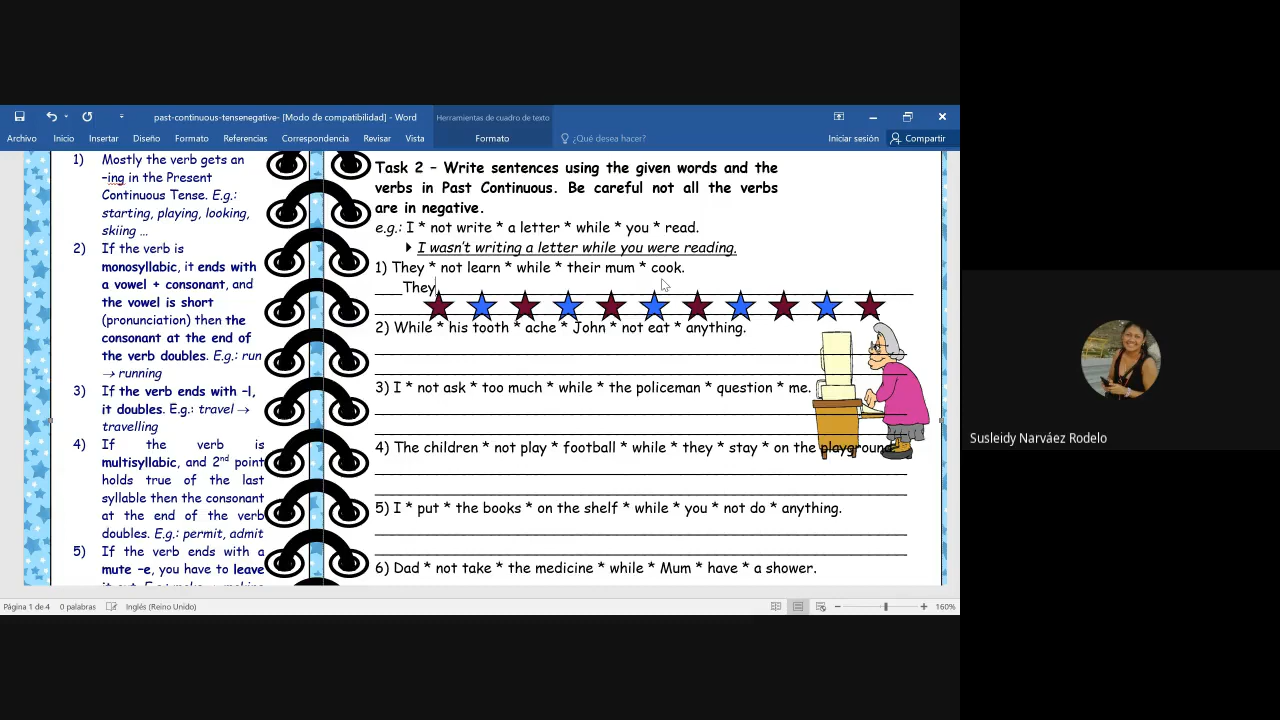 past-continuous-tensenegative- [Modo de compatibilidad] - Word
Herramientas de cuadro de texto
Archivo Inicio Insertar Diseño Formato Referencias Correspondencia Revisar Vista Formato ¿Qué desea hacer? Iniciar sesión Compartir
1) Mostly the verb gets an
–ing in the Present
Continuous Tense. E.g.:
starting, playing, looking,
skiing ...
2) If the verb is
monosyllabic, it ends with
a vowel + consonant, and
the vowel is short
(pronunciation) then the
consonant at the end of
the verb doubles. E.g.: run
→ running
3) If the verb ends with –l,
it doubles. E.g.: travel →
travelling
4) If the verb is
multisyllabic, and 2nd point
holds true of the last
syllable then the consonant
at the end of the verb
doubles. E.g.: permit, admit
5) If the verb ends with a
mute –e, you have to leave
Task 2 – Write sentences using the given words and the
verbs in Past Continuous. Be careful not all the verbs
are in negative.
e.g.: I * not write * a letter * while * you * read.
I wasn't writing a letter while you were reading.
1) They * not learn * while * their mum * cook.
____They
2) While * his tooth * ache * John * not eat * anything.
3) I * not ask * too much * while * the policeman * question * me.
4) The children * not play * football * while * they * stay * on the playground.
5) I * put * the books * on the shelf * while * you * not do * anything.
6) Dad * not take * the medicine * while * Mum * have * a shower.
Susleidy Narváez Rodelo
Página 1 de 4 0 palabras Inglés (Reino Unido) 160%